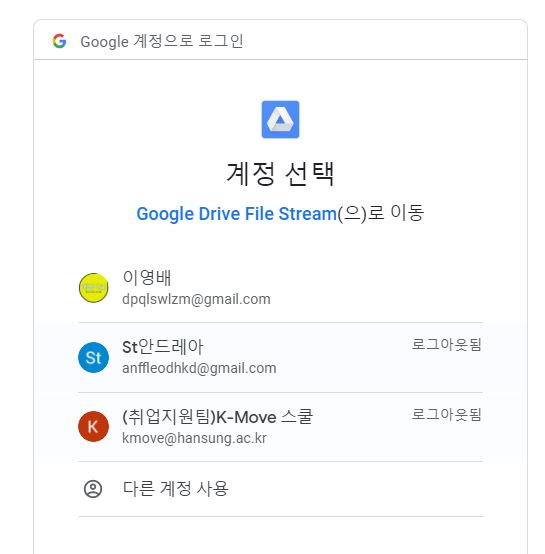 Google 계정으로 로그인
계정 선택
Google Drive File Stream(으)로 이동
이영배
dpqlswlzm@gmail.com
St
St안드레아
로그아웃됨
anffleodhkd@gmail.com
K
(취업지원팀)K-Move 스쿨
로그아웃됨
kmove@hansung.ac.kr
다른 계정 사용